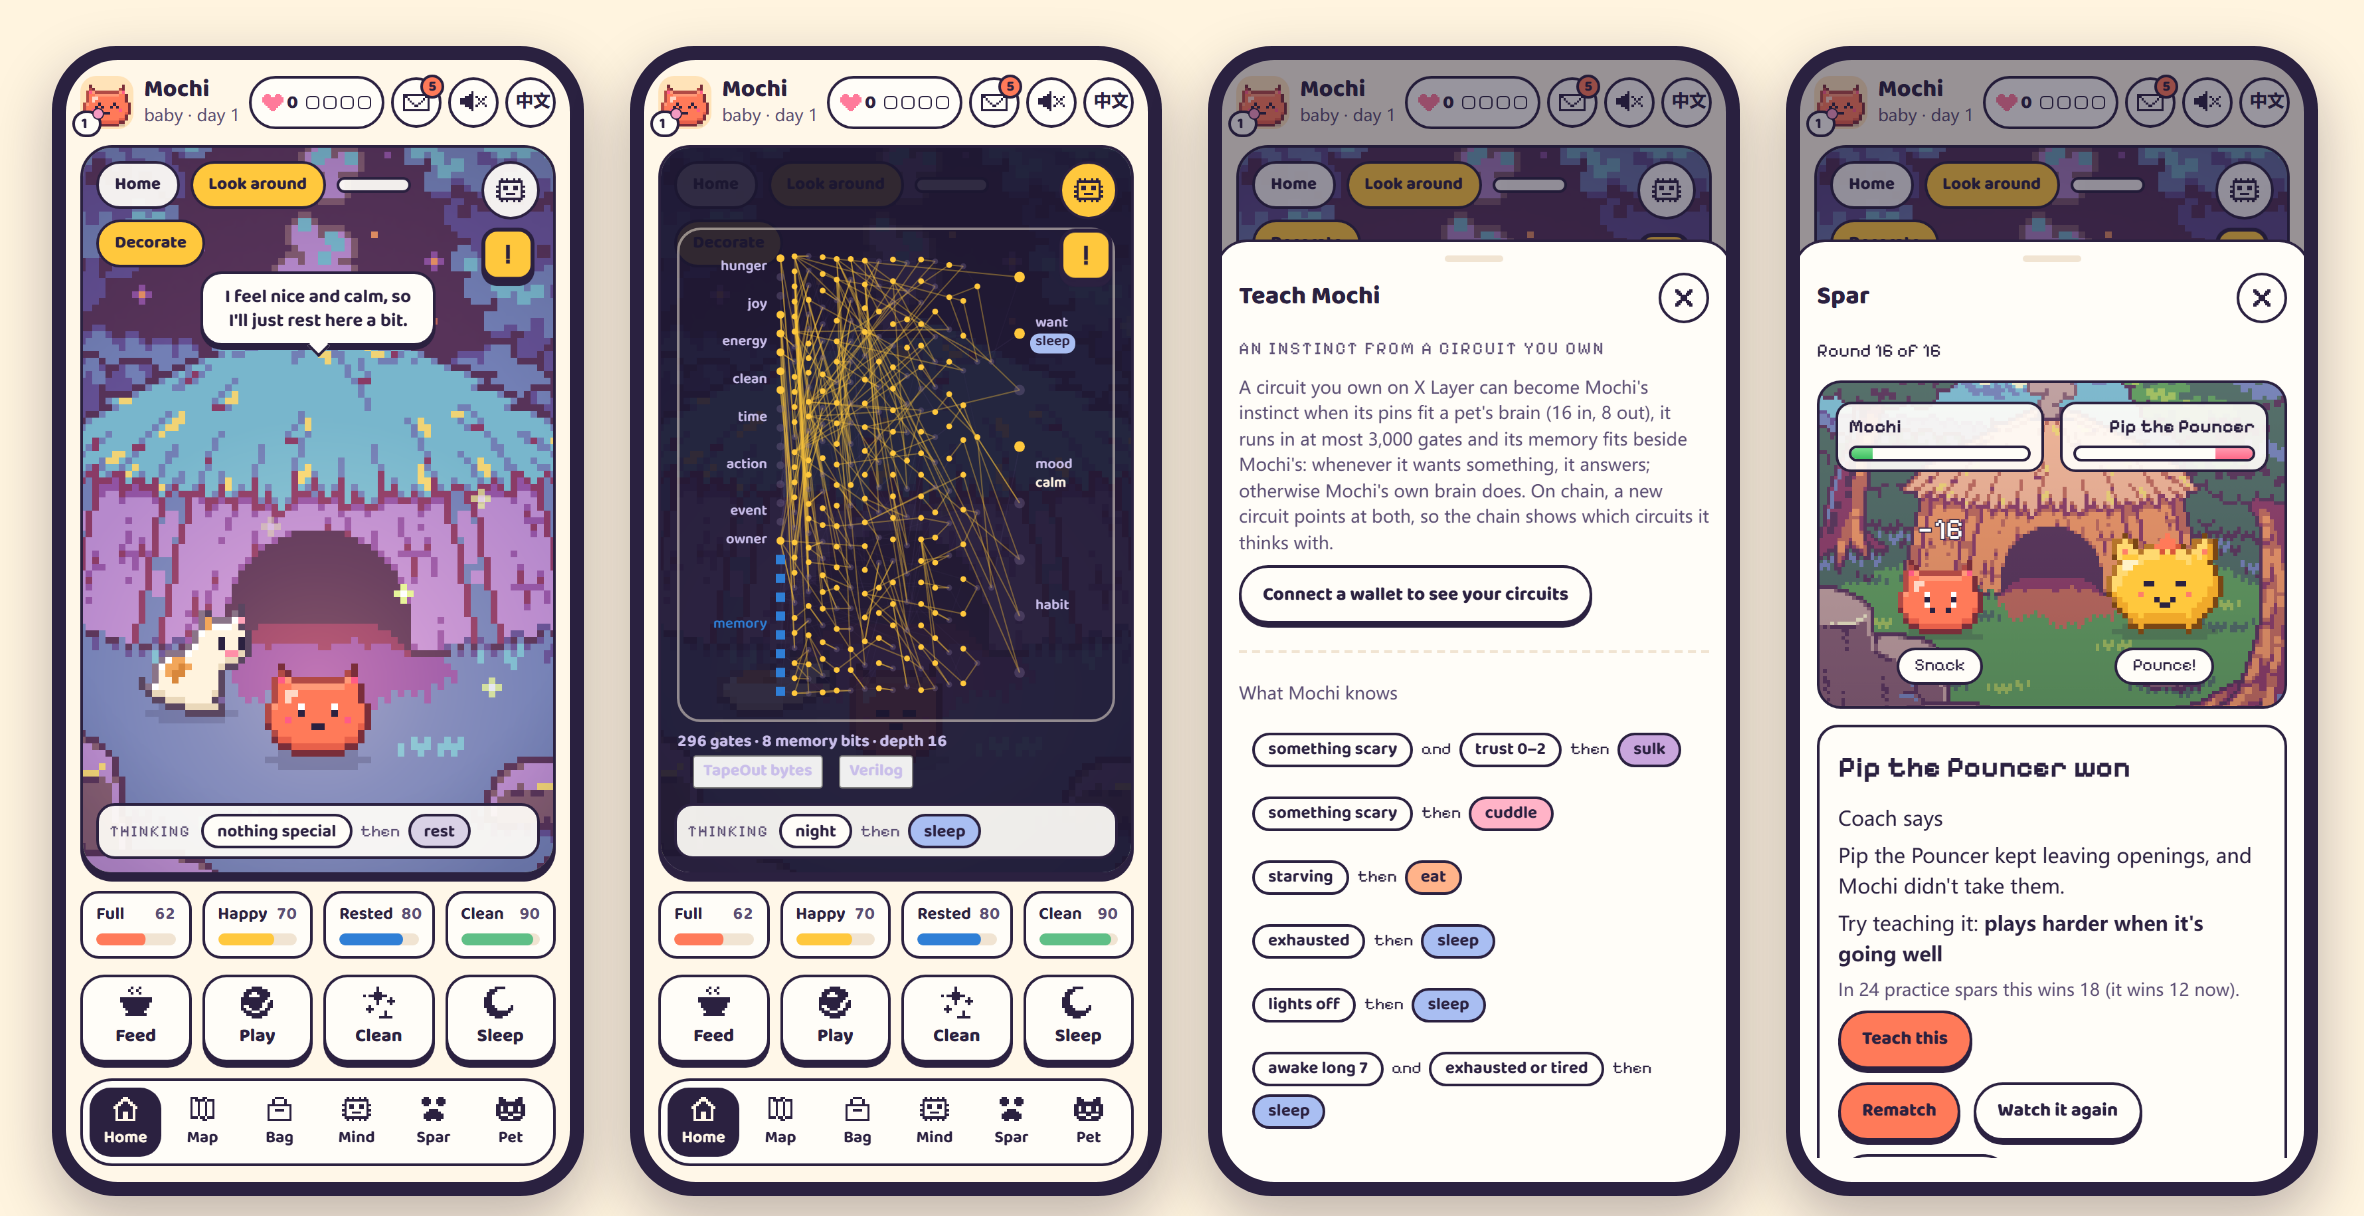 Mochi
baby · day 1
1
0
5
中文
Home
Look around
Decorate
!
I feel nice and calm, so
I'll just rest here a bit.
THINKING nothing special then rest
Full 62
Happy 70
Rested 80
Clean 90
Feed
Play
Clean
Sleep
Home
Map
Bag
Mind
Spar
Pet
Mochi
baby · day 1
1
0
5
中文
Home
Look around
Decorate
!
hunger
joy
energy
clean
time
action
event
owner
memory
want
sleep
mood
calm
habit
296 gates · 8 memory bits · depth 16
TapeOut bytes
Verilog
THINKING night then sleep
Full 62
Happy 70
Rested 80
Clean 90
Feed
Play
Clean
Sleep
Home
Map
Bag
Mind
Spar
Pet
Mochi
baby · day 1
1
0
5
中文
Home
Look around
Decorate
Teach Mochi
AN INSTINCT FROM A CIRCUIT YOU OWN
A circuit you own on X Layer can become Mochi's
instinct when its pins fit a pet's brain (16 in, 8 out), it
runs in at most 3,000 gates and its memory fits beside
Mochi's: whenever it wants something, it answers;
otherwise Mochi's own brain does. On chain, a new
circuit points at both, so the chain shows which circuits it
thinks with.
Connect a wallet to see your circuits
What Mochi knows
something scary and trust 0–2 then sulk
something scary then cuddle
starving then eat
exhausted then sleep
lights off then sleep
awake long 7 and exhausted or tired then
sleep
Mochi
baby · day 1
1
0
5
中文
Home
Look around
Decorate
Spar
Round 16 of 16
Mochi
Pip the Pouncer
-16
Snack
Pounce!
Pip the Pouncer won
Coach says
Pip the Pouncer kept leaving openings, and
Mochi didn't take them.
Try teaching it: plays harder when it's
going well
In 24 practice spars this wins 18 (it wins 12 now).
Teach this
Rematch
Watch it again